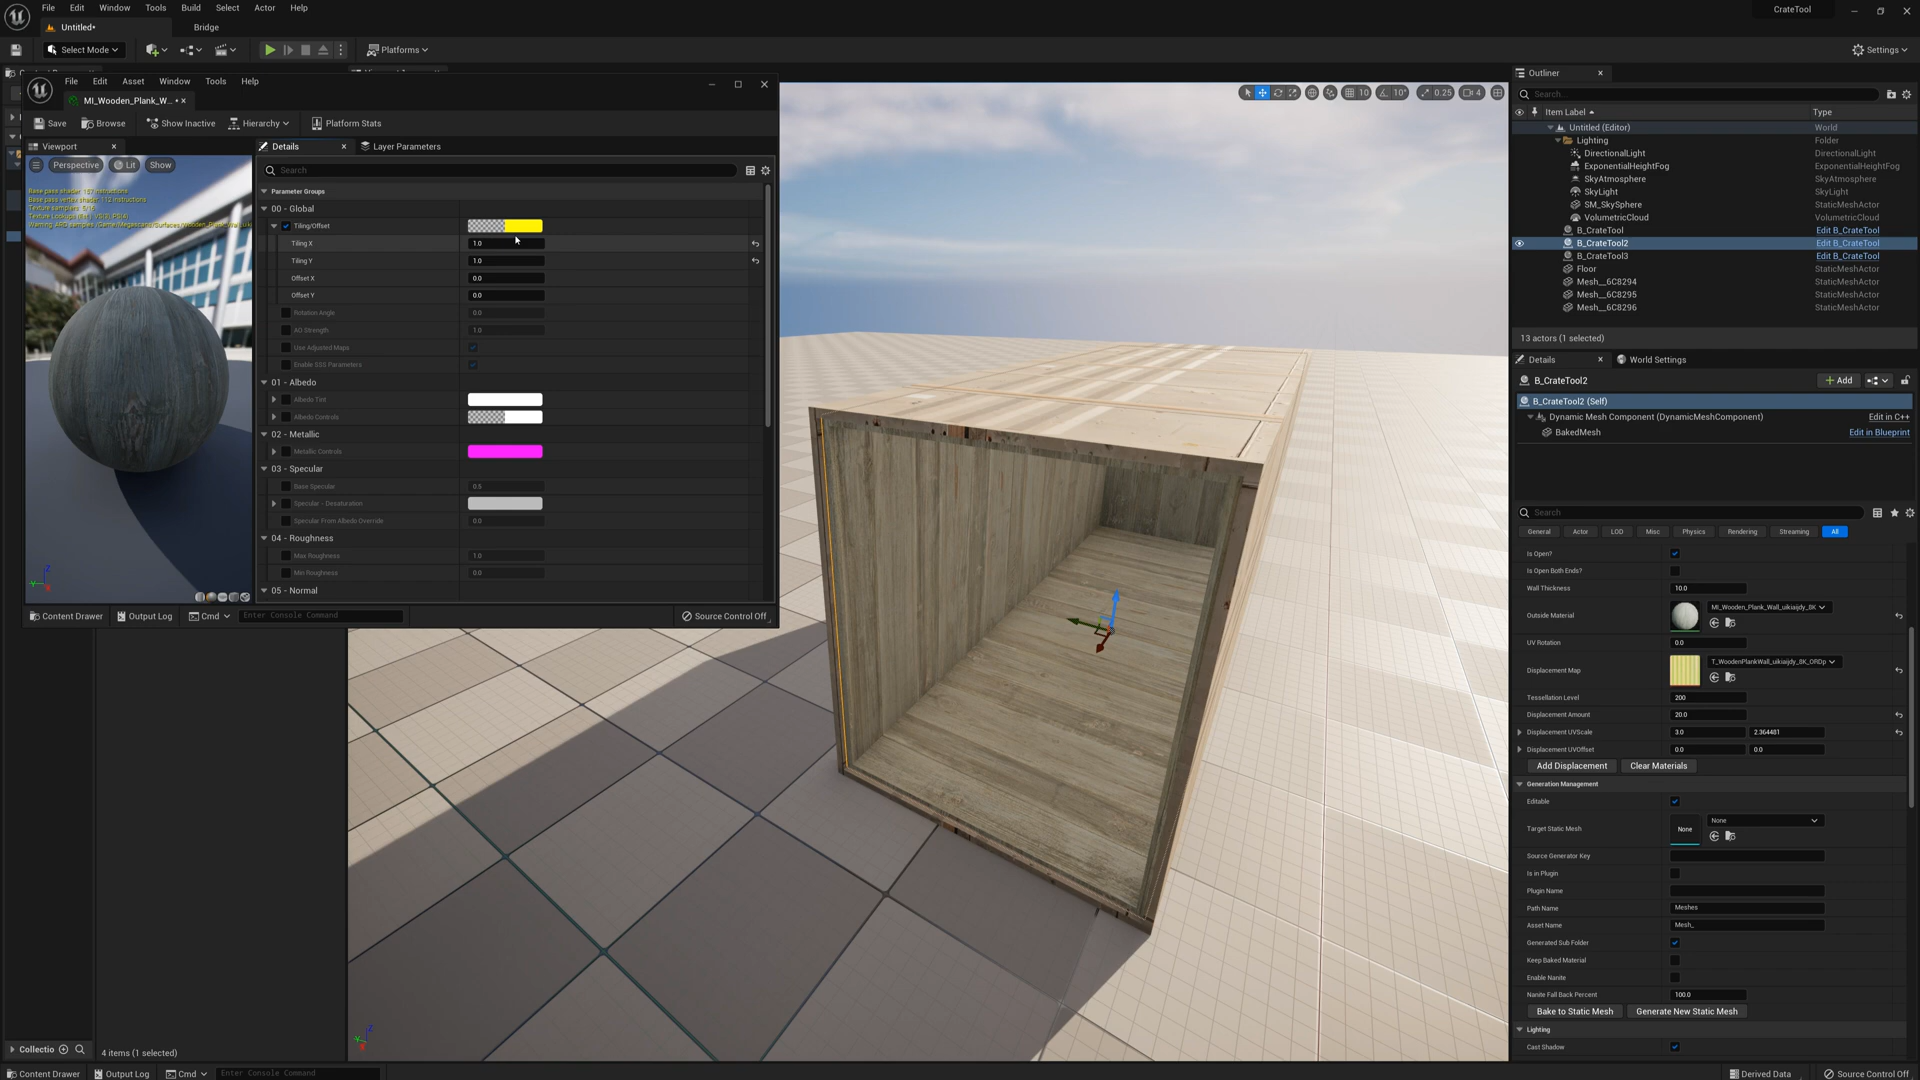 File Edit Window Tools Build Select Actor Help
CrateTool
Untitled*
Bridge
Select Mode
Platforms
Settings
File Edit Asset Window Tools Help
MI_Wooden_Plank_W... •
Save Browse Show Inactive Hierarchy Platform Stats
Viewport
Details
Layer Parameters
Perspective Lit Show
Search
Parameter Groups
00 - Global
Tiling/Offset
Tiling X 1.0
Tiling Y 1.0
Offset X 0.0
Offset Y 0.0
Rotation Angle 0.0
AO Strength 1.0
Use Adjusted Maps
Enable SSS Parameters
01 - Albedo
Albedo Tint
Albedo Controls
02 - Metallic
Metallic Controls
03 - Specular
Base Specular 0.5
Specular - Desaturation
Specular From Albedo Override 0.0
04 - Roughness
Max Roughness 1.0
Min Roughness 0.0
05 - Normal
Content Drawer Output Log Cmd Enter Console Command Source Control Off
10 10° 0.25 4
Outliner
Search...
Item Label Type
Untitled (Editor) World
Lighting Folder
DirectionalLight DirectionalLight
ExponentialHeightFog ExponentialHeightFog
SkyAtmosphere SkyAtmosphere
SkyLight SkyLight
SM_SkySphere StaticMeshActor
VolumetricCloud VolumetricCloud
B_CrateTool Edit B_CrateTool
B_CrateTool2 Edit B_CrateTool
B_CrateTool3 Edit B_CrateTool
Floor StaticMeshActor
Mesh__6C8294 StaticMeshActor
Mesh__6C8295 StaticMeshActor
Mesh__6C8296 StaticMeshActor
13 actors (1 selected)
Details
World Settings
B_CrateTool2
Add
B_CrateTool2 (Self)
Dynamic Mesh Component (DynamicMeshComponent) Edit in C++
BakedMesh Edit in Blueprint
Search
General Actor LOD Misc Physics Rendering Streaming All
Is Open?
Is Open Both Ends?
Wall Thickness 10.0
Outside Material MI_Wooden_Plank_Wall_uikiaijdy_8K
UV Rotation 0.0
Displacement Map T_WoodenPlankWall_uikiaijdy_8K_ORDp
Tessellation Level 200
Displacement Amount 20.0
Displacement UVScale 3.0 2.364481
Displacement UVOffset 0.0 0.0
Add Displacement Clear Materials
Generation Management
Editable
Target Static Mesh None None
Source Generator Key
Is in Plugin
Plugin Name
Path Name Meshes
Asset Name Mesh_
Generated Sub Folder
Keep Baked Material
Enable Nanite
Nanite Fall Back Percent 100.0
Bake to Static Mesh Generate New Static Mesh
Lighting
Cast Shadow
Collectio
4 items (1 selected)
Content Drawer Output Log Cmd Enter Console Command Derived Data Source Control Off